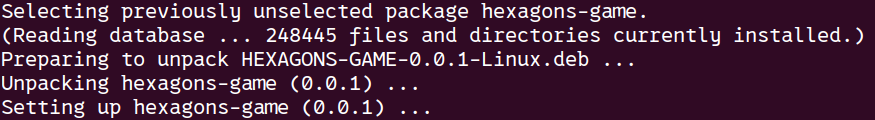 Selecting previously unselected package hexagons-game.
(Reading database ... 248445 files and directories currently installed.)
Preparing to unpack HEXAGONS-GAME-0.0.1-Linux.deb ...
Unpacking hexagons-game (0.0.1) ...
Setting up hexagons-game (0.0.1) ...